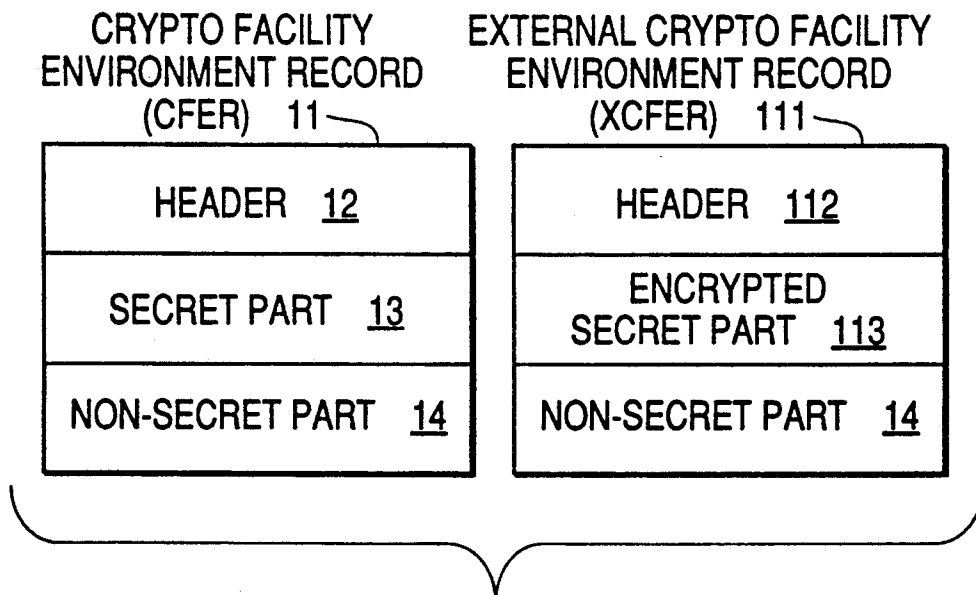 CRYPTO FACILITY
ENVIRONMENT RECORD
(CFER) 11
HEADER 12
SECRET PART 13
NON-SECRET PART 14
EXTERNAL CRYPTO FACILITY
ENVIRONMENT RECORD
(XCFER) 111
HEADER 112
ENCRYPTED
SECRET PART 113
NON-SECRET PART 14